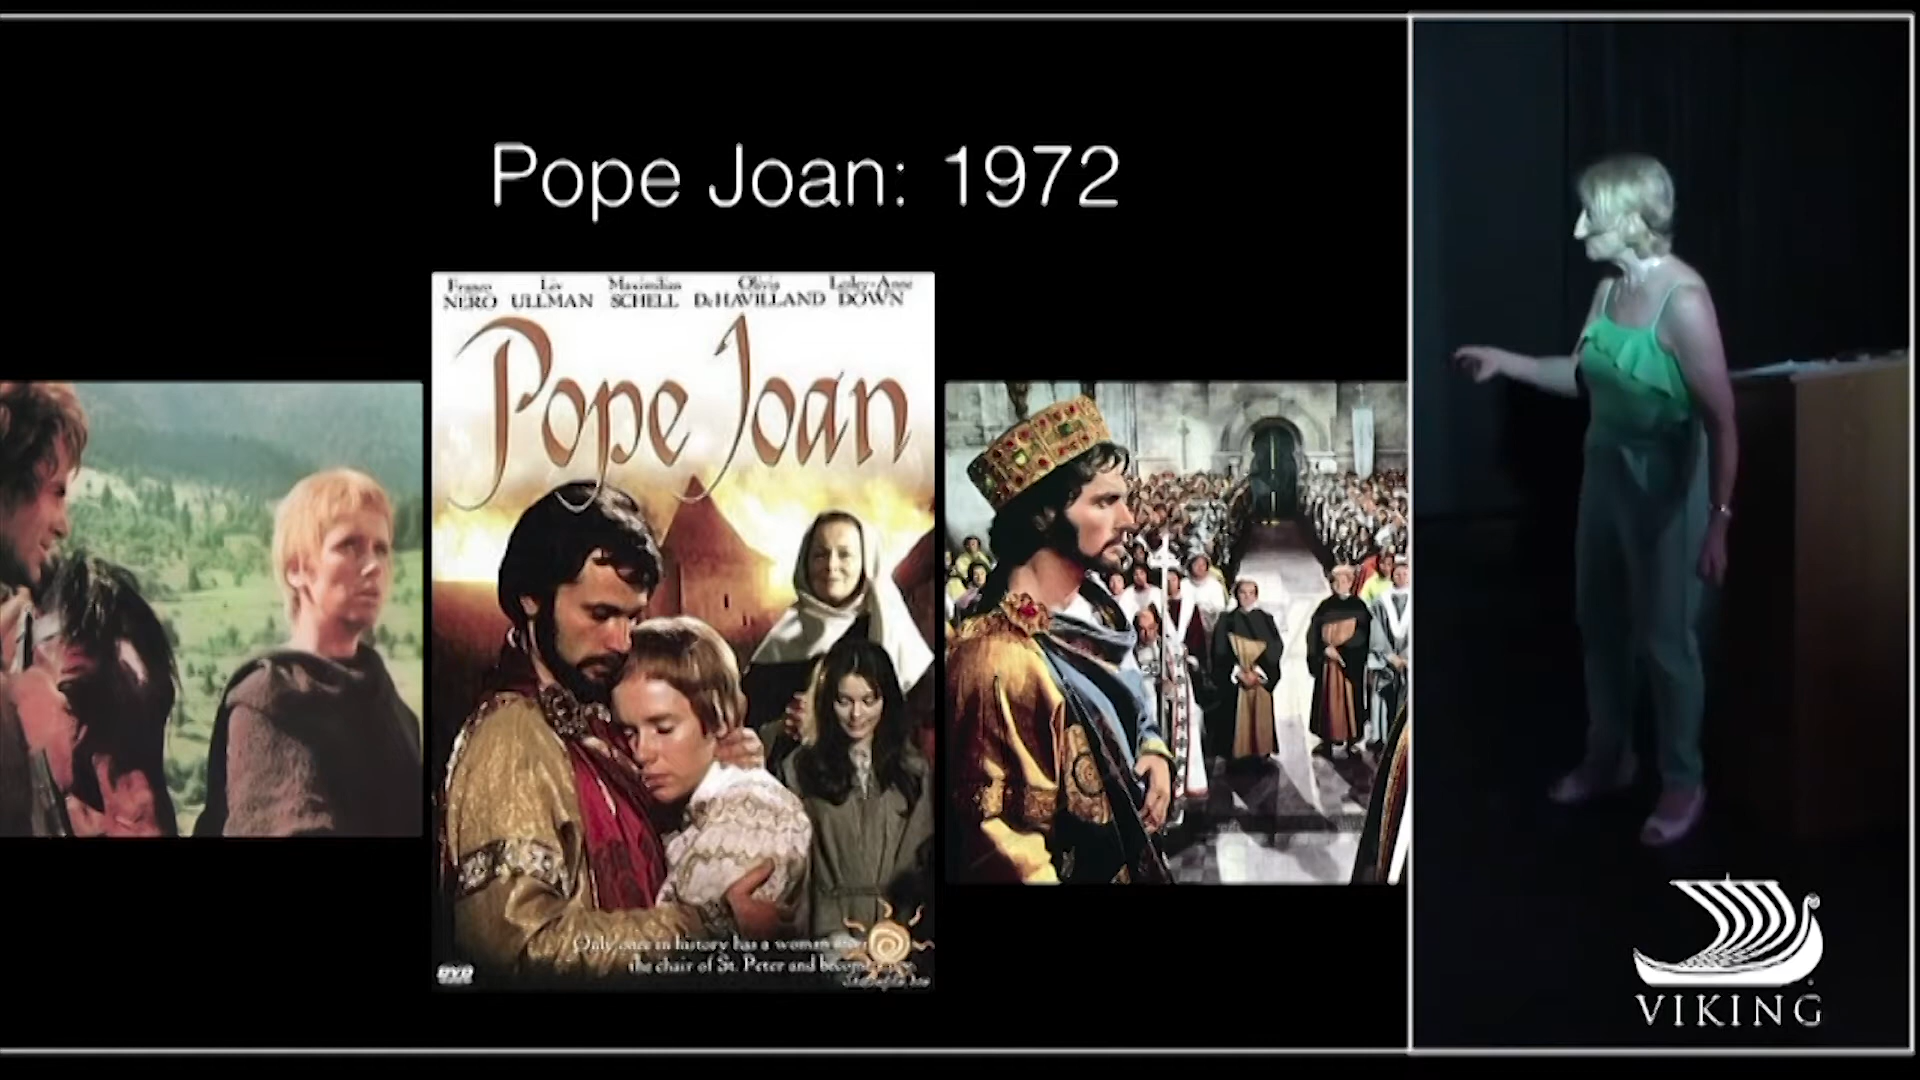 Pope Joan: 1972
Franco Liv Maximilian Olivia Lesley-Anne
NERO ULLMAN SCHELL DeHAVILLAND DOWN
Pope Joan
Only once in history has a woman
the chair of St. Peter and become
DVD
VIKING